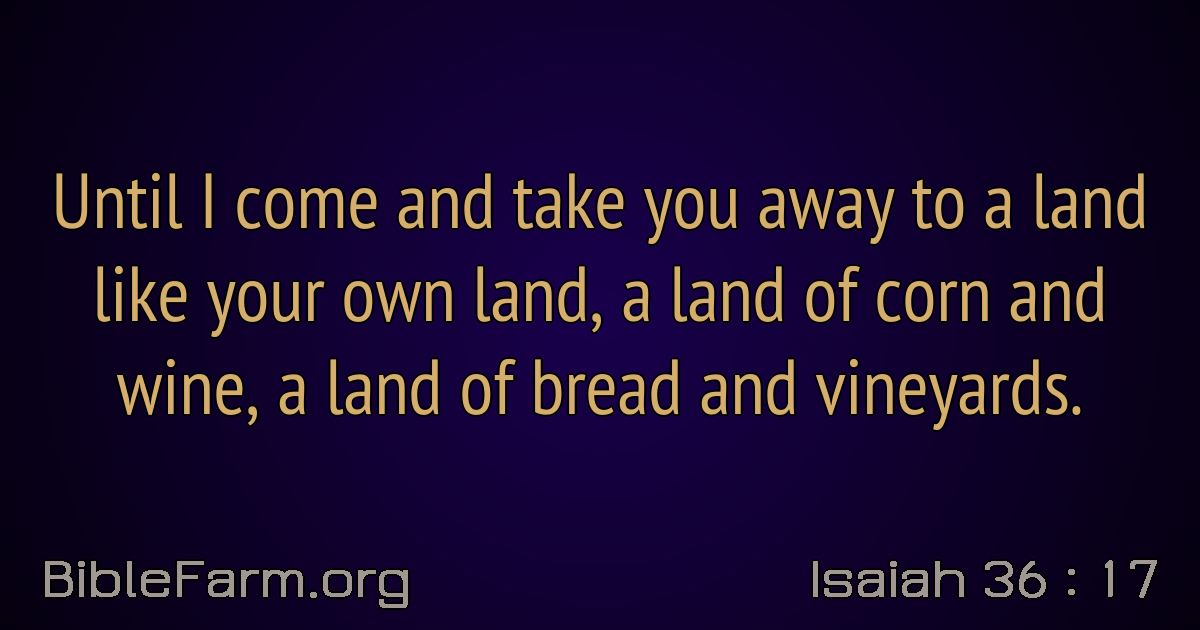 Until I come and take you away to a land
like your own land, a land of corn and
wine, a land of bread and vineyards.
BibleFarm.org
Isaiah 36 : 17